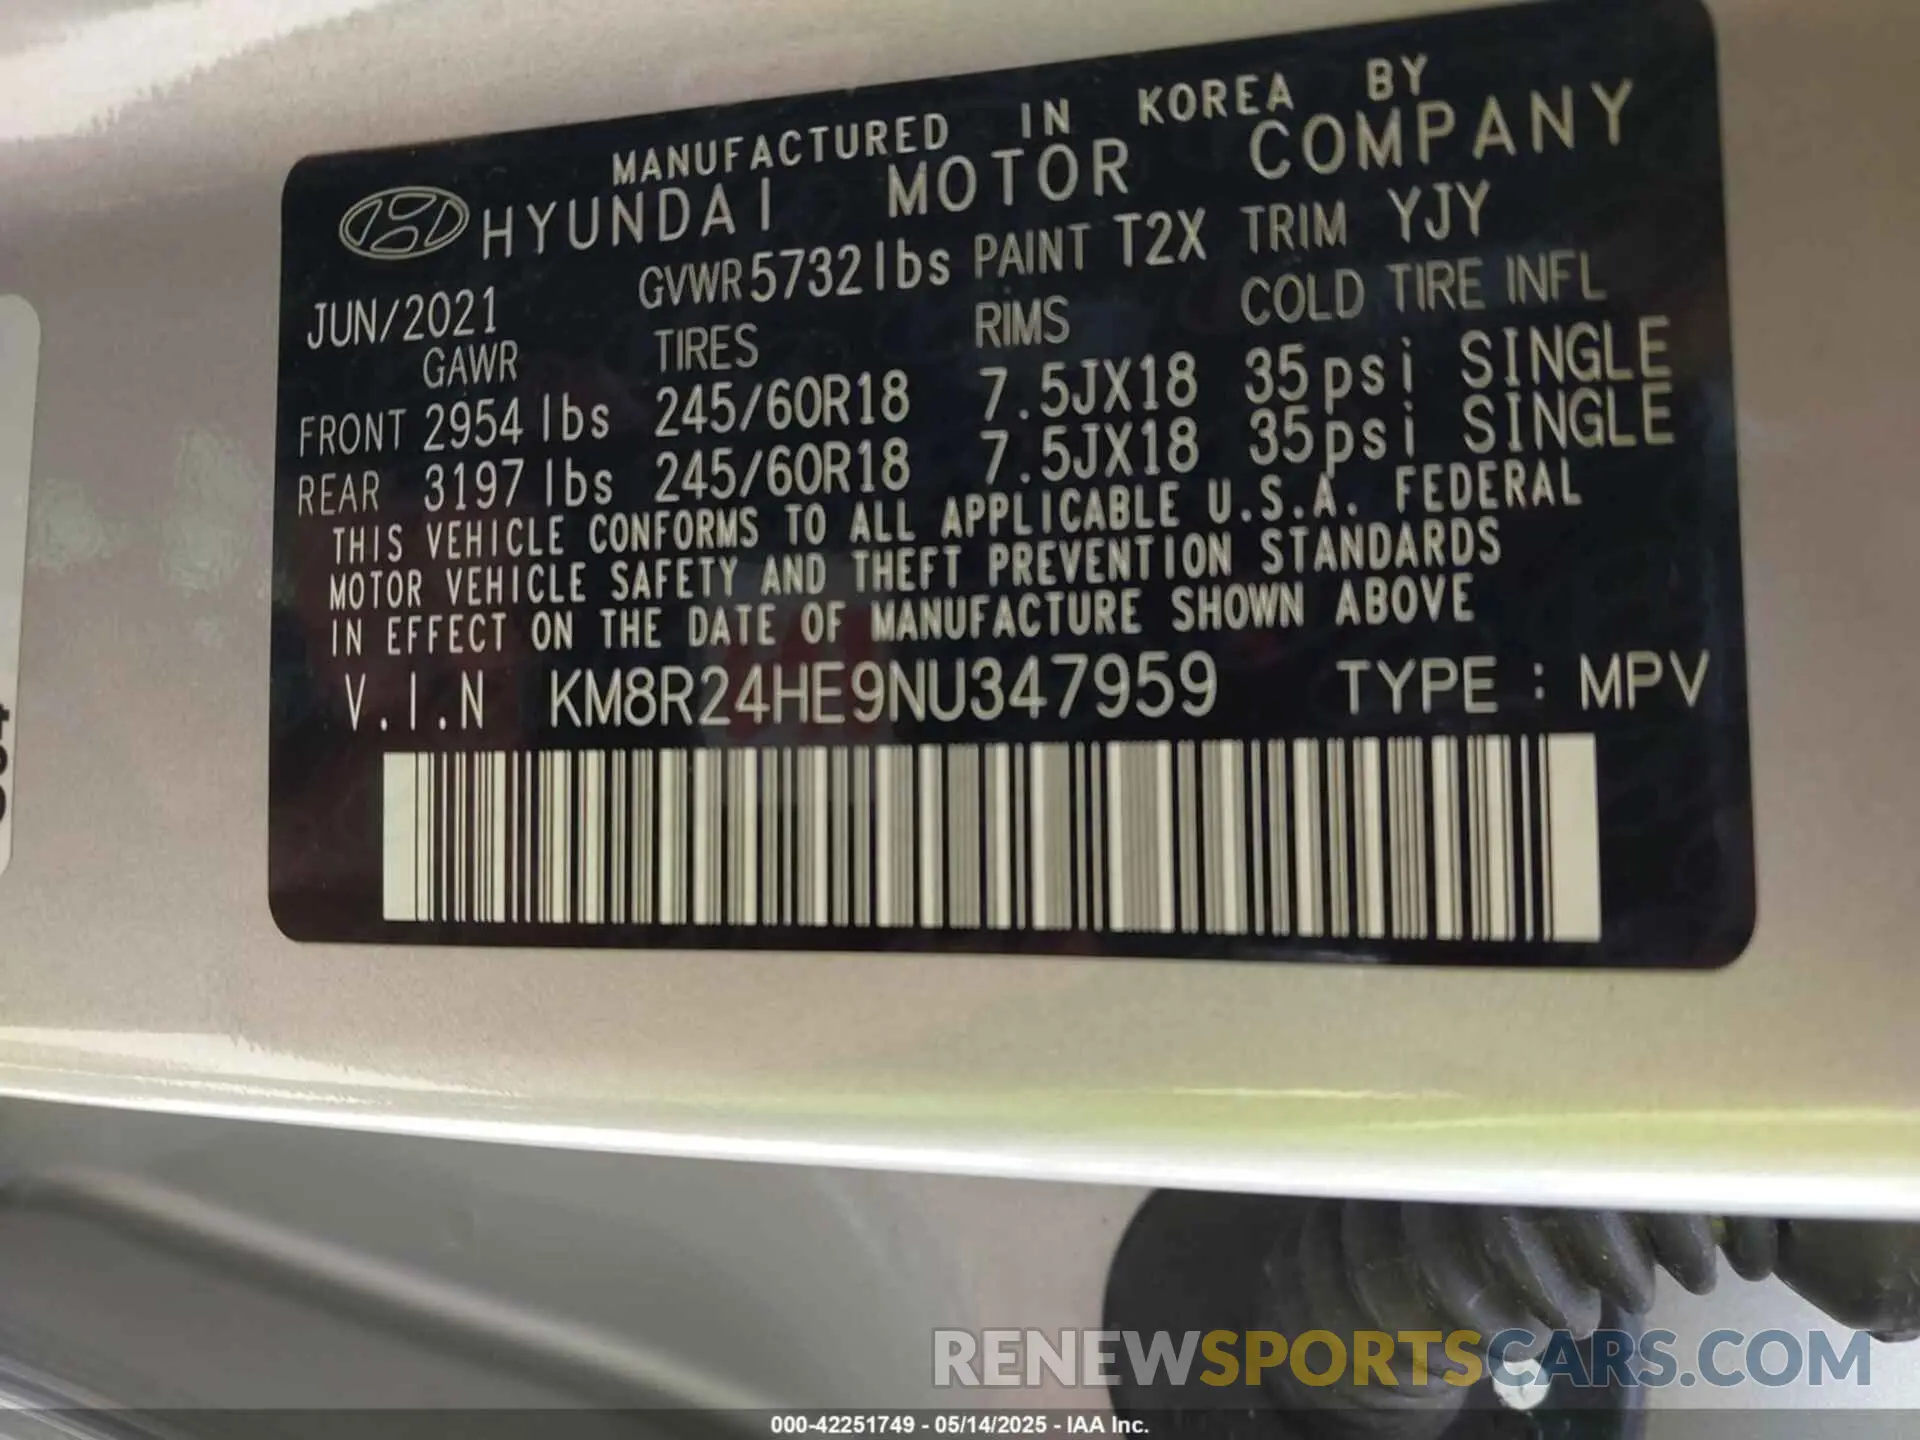 MANUFACTURED IN KOREA BY
HYUNDAI MOTOR COMPANY
JUN/2021 GVWR 5732 lbs PAINT T2X TRIM YJY
GAWR TIRES RIMS COLD TIRE INFL
FRONT 2954 lbs 245/60R18 7.5JX18 35psi SINGLE
REAR 3197 lbs 245/60R18 7.5JX18 35psi SINGLE
THIS VEHICLE CONFORMS TO ALL APPLICABLE U.S.A. FEDERAL
MOTOR VEHICLE SAFETY AND THEFT PREVENTION STANDARDS
IN EFFECT ON THE DATE OF MANUFACTURE SHOWN ABOVE
V.I.N KM8R24HE9NU347959 TYPE : MPV
RENEWSPORTSCARS.COM
000-42251749 - 05/14/2025 - IAA Inc.